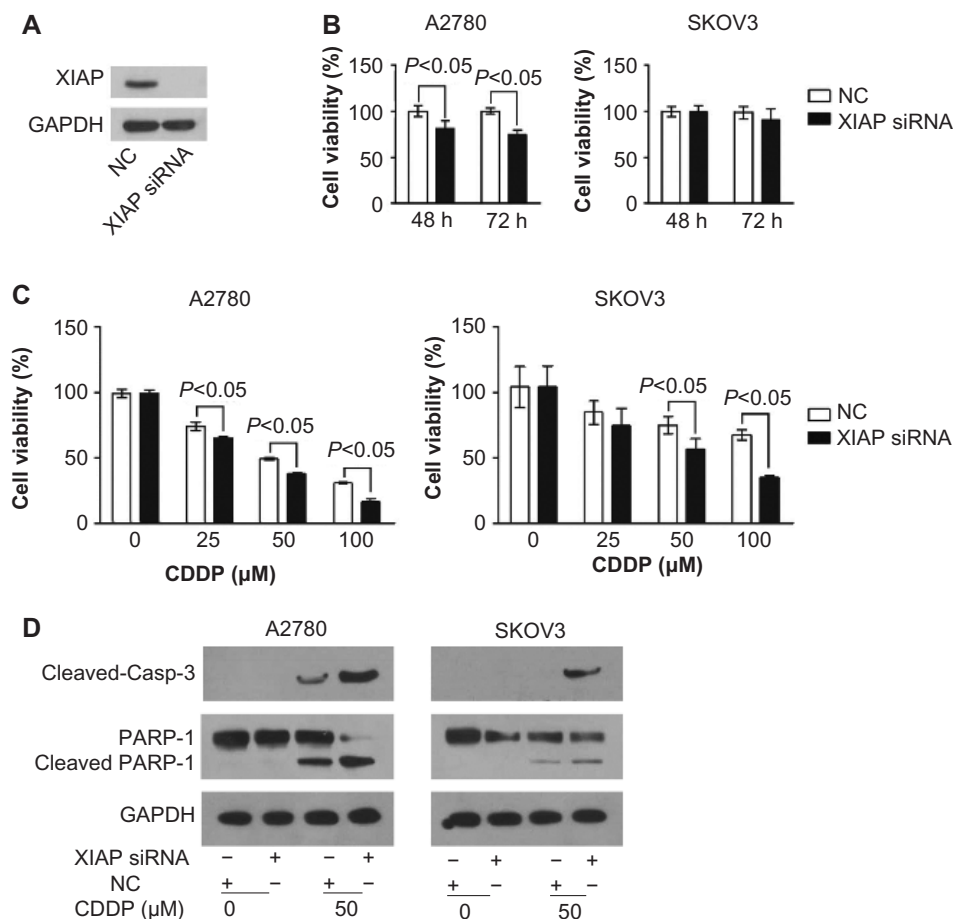 A
XIAP
GAPDH
NC
XIAP siRNA
B
A2780
SKOV3
Cell viability (%)
150
100
50
0
P<0.05
P<0.05
48 h
72 h
Cell viability (%)
150
100
50
0
48 h
72 h
NC
XIAP siRNA
C
A2780
SKOV3
Cell viability (%)
150
100
50
0
P<0.05
P<0.05
P<0.05
0 25 50 100
CDDP (µM)
Cell viability (%)
150
100
50
0
P<0.05
P<0.05
0 25 50 100
CDDP (µM)
NC
XIAP siRNA
D
A2780
SKOV3
Cleaved-Casp-3
PARP-1
Cleaved PARP-1
GAPDH
XIAP siRNA – + – + – + – +
NC + – + – + – + –
CDDP (µM) 0 50 0 50